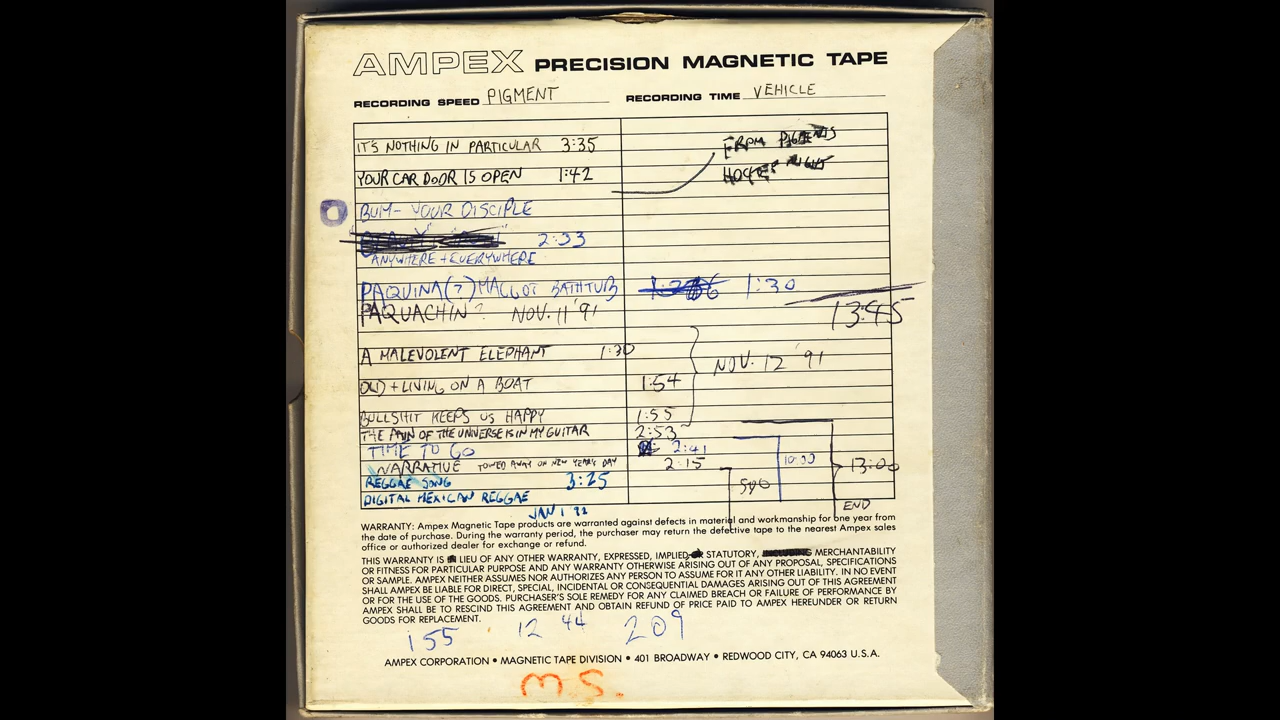 AMPEX PRECISION MAGNETIC TAPE
RECORDING SPEED PIGMENT RECORDING TIME VEHICLE
IT'S NOTHING IN PARTICULAR 3:35
FROM PIGMENTS
YOUR CAR DOOR IS OPEN 1:42
BUM- YOUR DISCIPLE
2:33
ANYWHERE + EVERYWHERE
PAQUINA(?) MAGGOT BATHTUB 1:30
PAQUACHIN? NOV. 11 '91 13:45
A MALEVOLENT ELEPHANT 1:30
NOV. 12 '91
OLD + LIVING ON A BOAT 1:54
BULLSHIT KEEPS US HAPPY 1:55
THE PAIN OF THE UNIVERSE IS IN MY GUITAR 2:53
TIME TO GO 2:41
NARRATIVE TOWED AWAY ON NEW YEAR'S DAY 2:15 13:00
REGGAE SONG 3:25
DIGITAL MEXICAN REGGAE
END
JAN 1
WARRANTY: Ampex Magnetic Tape products are warranted against defects in material and workmanship for one year from
the date of purchase. During the warranty period, the purchaser may return the defective tape to the nearest Ampex sales
office or authorized dealer for exchange or refund.
THIS WARRANTY IS IN LIEU OF ANY OTHER WARRANTY, EXPRESSED, IMPLIED OR STATUTORY, INCLUDING MERCHANTABILITY
OR FITNESS FOR PARTICULAR PURPOSE AND ANY WARRANTY OTHERWISE ARISING OUT OF ANY PROPOSAL, SPECIFICATIONS
OR SAMPLE. AMPEX NEITHER ASSUMES NOR AUTHORIZES ANY PERSON TO ASSUME FOR IT ANY OTHER LIABILITY. IN NO EVENT
SHALL AMPEX BE LIABLE FOR DIRECT, SPECIAL, INCIDENTAL OR CONSEQUENTIAL DAMAGES ARISING OUT OF THIS AGREEMENT
OR FOR THE USE OF THE GOODS. PURCHASER'S SOLE REMEDY FOR ANY CLAIMED BREACH OR FAILURE OF PERFORMANCE BY
AMPEX SHALL BE TO RESCIND THIS AGREEMENT AND OBTAIN REFUND OF PRICE PAID TO AMPEX HEREUNDER OR RETURN
GOODS FOR REPLACEMENT.
155 12 44 209
AMPEX CORPORATION • MAGNETIC TAPE DIVISION • 401 BROADWAY • REDWOOD CITY, CA 94063 U.S.A.
M.S.